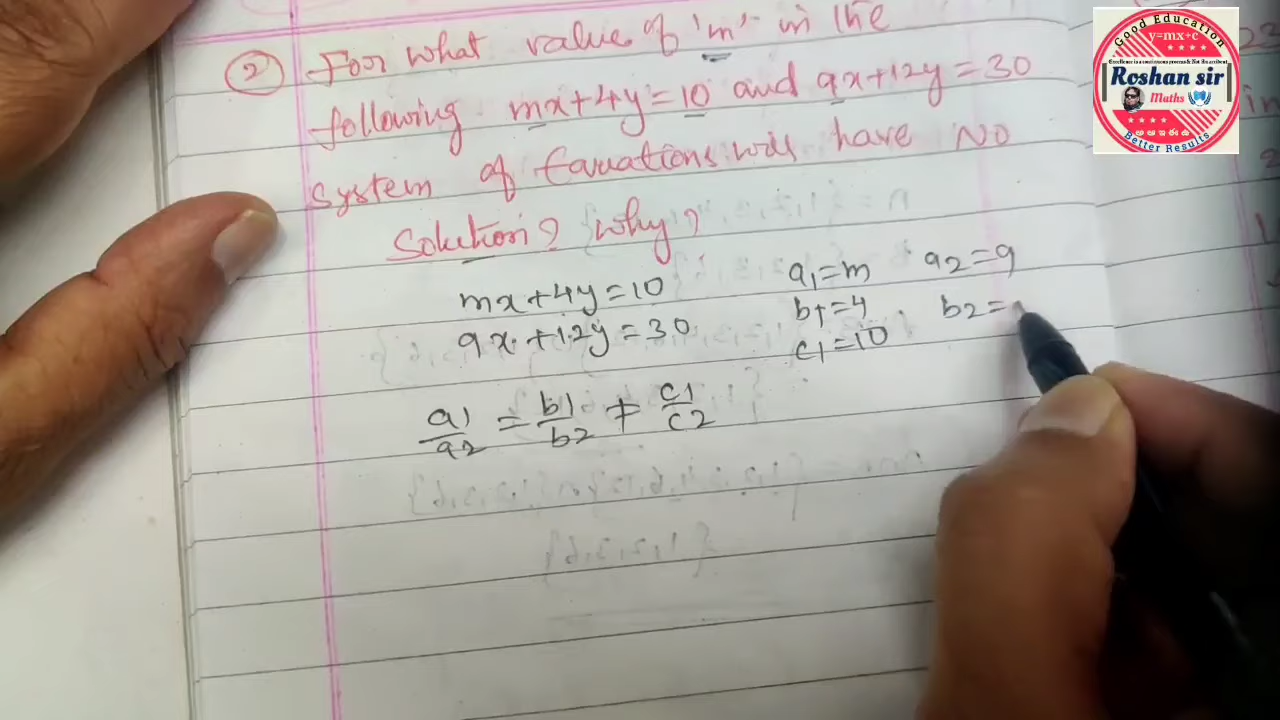 ② For what value of 'm' in the
following mx+4y=10 and 9x+12y=30
System of Equations will have NO
Solution? Why?
mx+4y=10
9x+12y=30
a1=m a2=9
b1=4 b2=
c1=10
a1/a2 = b1/b2 ≠ c1/c2
Good Education
y=mx+c
Roshan sir
Maths
Better Results